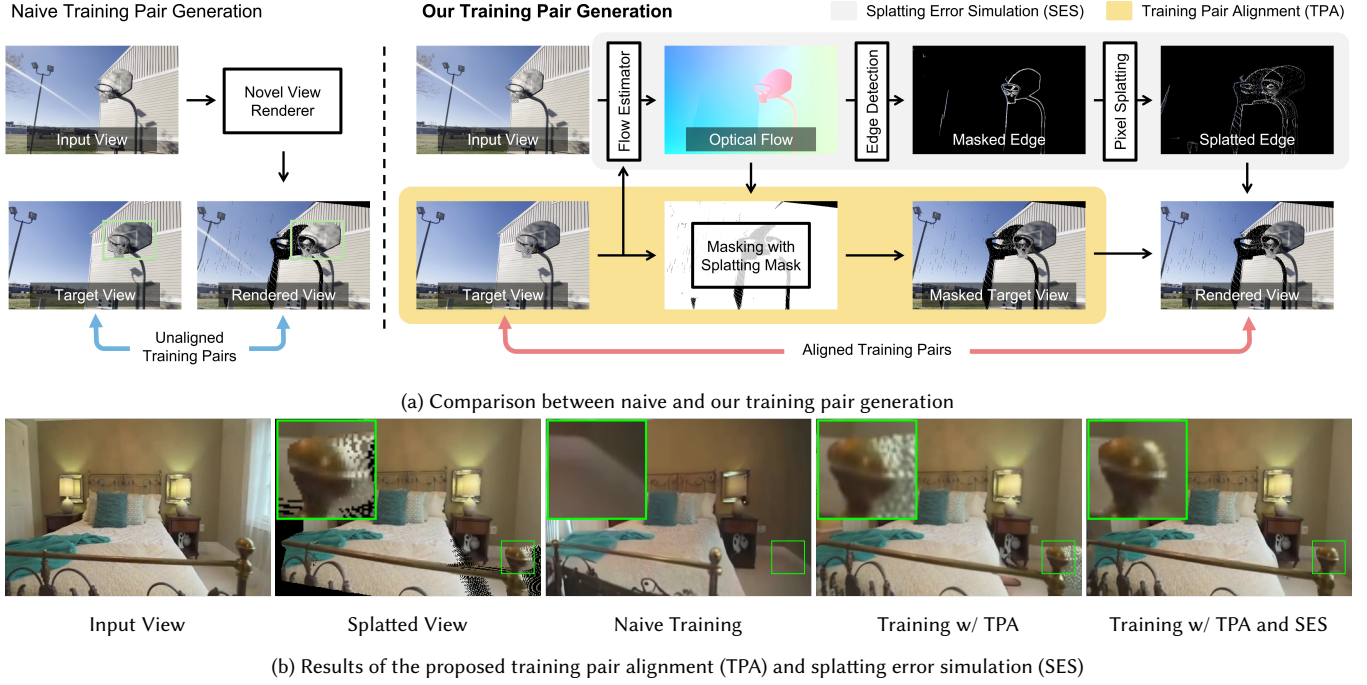 Naive Training Pair Generation
Our Training Pair Generation
Splatting Error Simulation (SES)
Training Pair Alignment (TPA)
Input View
Novel View
Renderer
Input View
Flow Estimator
Optical Flow
Edge Detection
Masked Edge
Pixel Splatting
Splatted Edge
Target View
Rendered View
Target View
Masking with
Splatting Mask
Masked Target View
Rendered View
Unaligned
Training Pairs
Aligned Training Pairs
(a) Comparison between naive and our training pair generation
Input View
Splatted View
Naive Training
Training w/ TPA
Training w/ TPA and SES
(b) Results of the proposed training pair alignment (TPA) and splatting error simulation (SES)